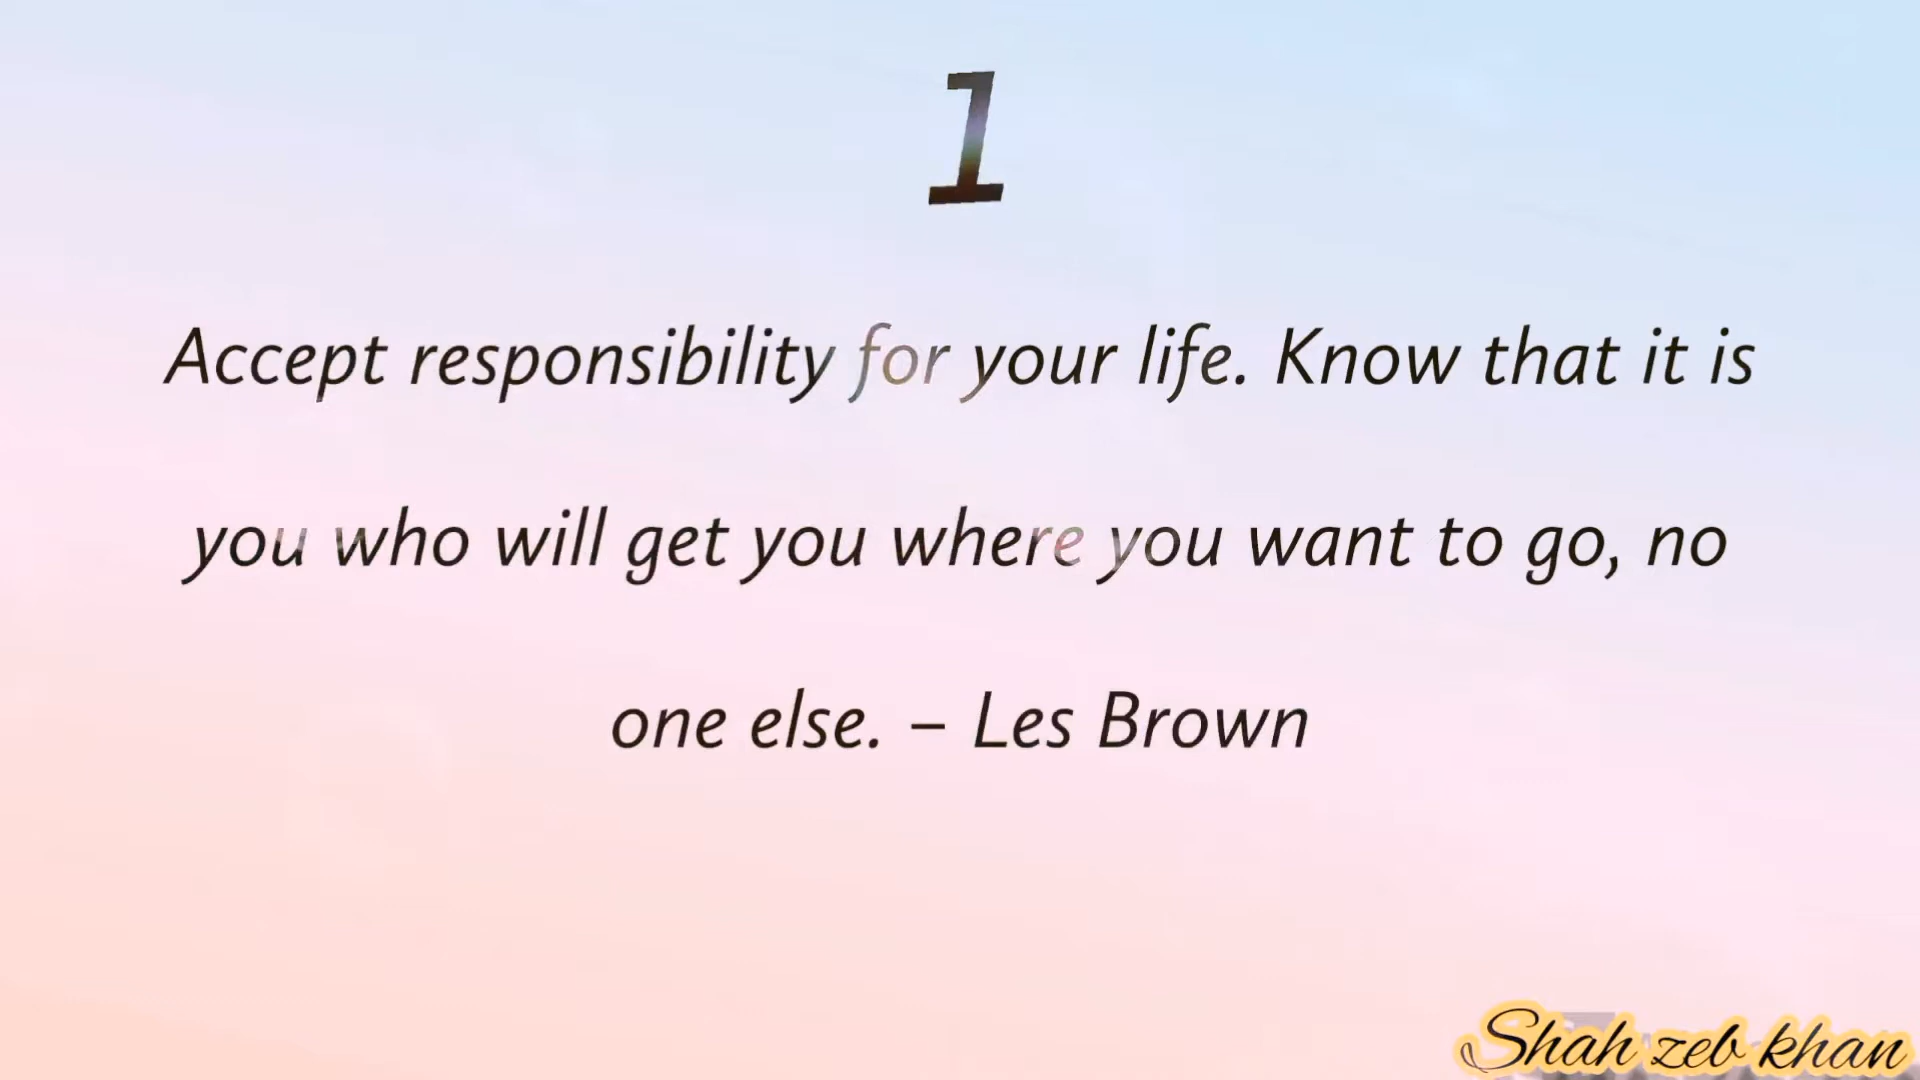 1
Accept responsibility for your life. Know that it is
you who will get you where you want to go, no
one else. – Les Brown
Shah zeb khan